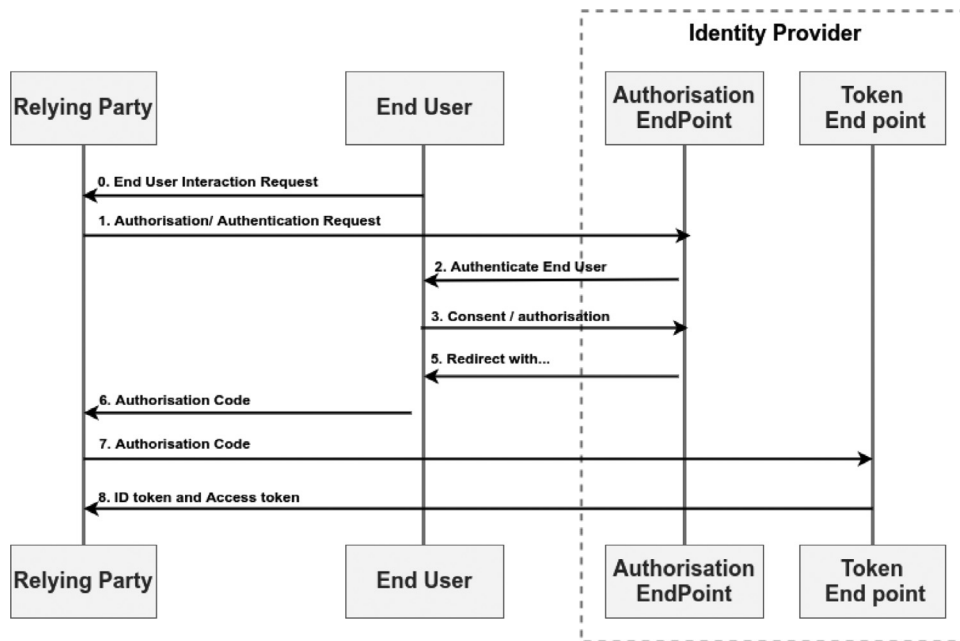 Identity Provider
Relying Party
End User
Authorisation
EndPoint
Token
End point
0. End User Interaction Request
1. Authorisation/ Authentication Request
2. Authenticate End User
3. Consent / authorisation
5. Redirect with...
6. Authorisation Code
7. Authorisation Code
8. ID token and Access token
Relying Party
End User
Authorisation
EndPoint
Token
End point